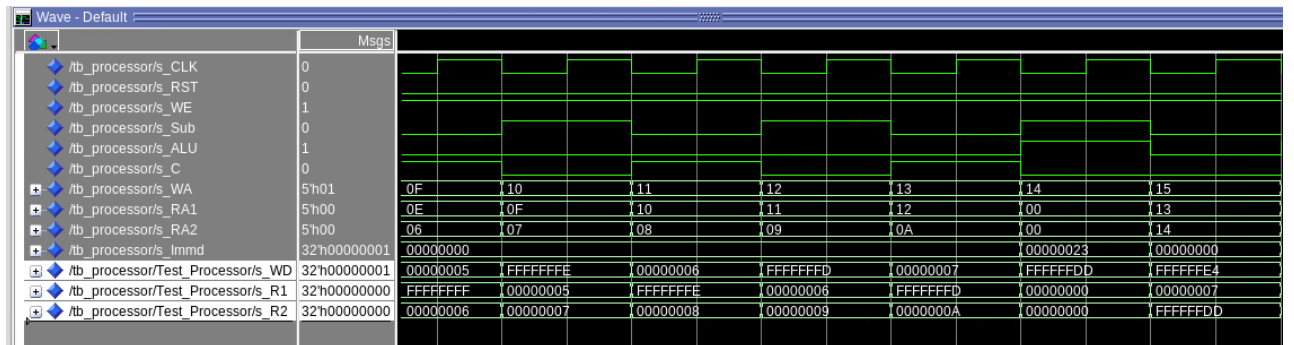 Wave - Default
Msgs
/tb_processor/s_CLK 0
/tb_processor/s_RST 0
/tb_processor/s_WE 1
/tb_processor/s_Sub 0
/tb_processor/s_ALU 1
/tb_processor/s_C 0
/tb_processor/s_WA 5'h01 0F 10 11 12 13 14 15
/tb_processor/s_RA1 5'h00 0E 0F 10 11 12 00 13
/tb_processor/s_RA2 5'h00 06 07 08 09 0A 00 14
/tb_processor/s_Immd 32'h00000001 00000000 00000023 00000000
/tb_processor/Test_Processor/s_WD 32'h00000001 00000005 FFFFFFFE 00000006 FFFFFFFD 00000007 FFFFFFDD FFFFFFE4
/tb_processor/Test_Processor/s_R1 32'h00000000 FFFFFFFF 00000005 FFFFFFFE 00000006 FFFFFFFD 00000000 00000007
/tb_processor/Test_Processor/s_R2 32'h00000000 00000006 00000007 00000008 00000009 0000000A 00000000 FFFFFFDD